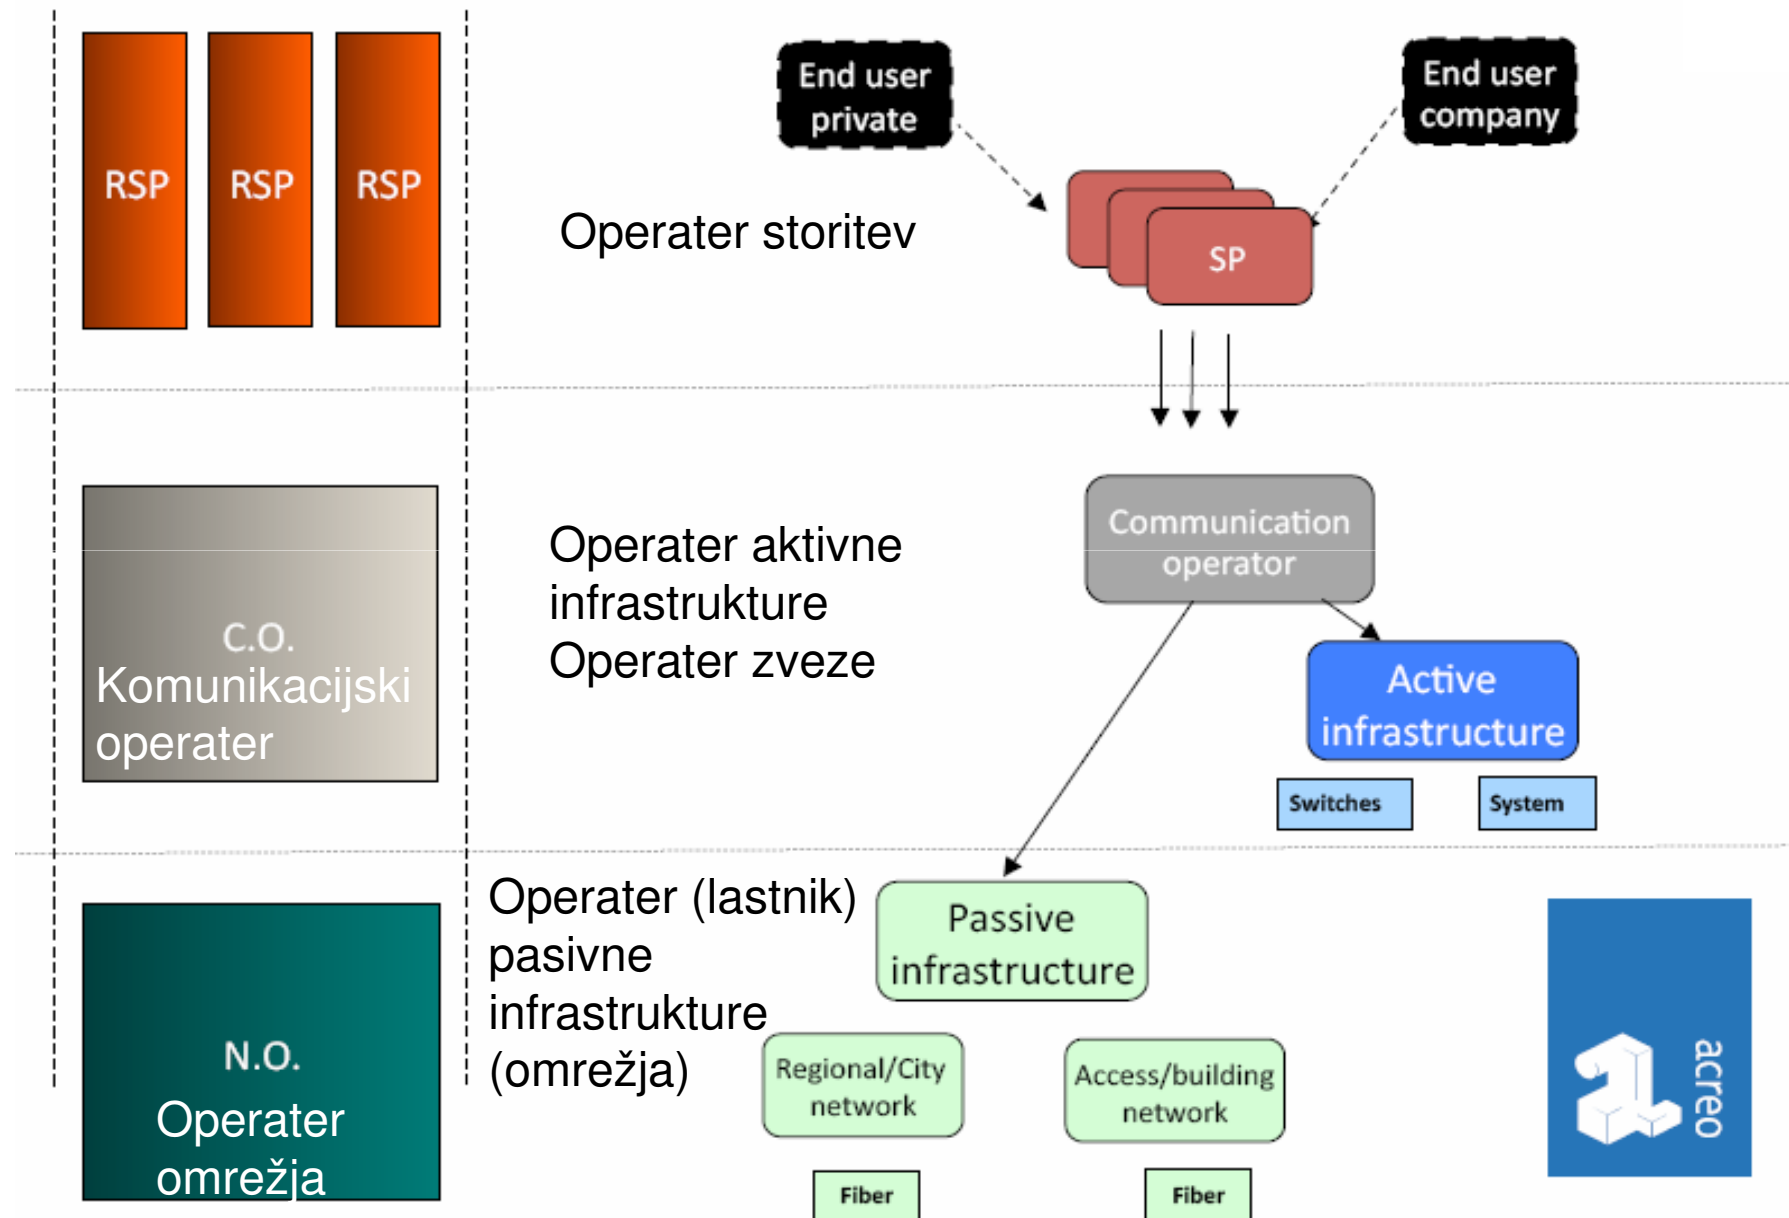 RSP
RSP
RSP
Operater storitev
End user
private
End user
company
SP
C.O.
Komunikacijski
operater
Operater aktivne
infrastrukture
Operater zveze
Communication
operator
Active
infrastructure
Switches
System
N.O.
Operater
omrežja
Operater (lastnik)
pasivne
infrastrukture
(omrežja)
Passive
infrastructure
Regional/City
network
Access/building
network
Fiber
Fiber
acreo